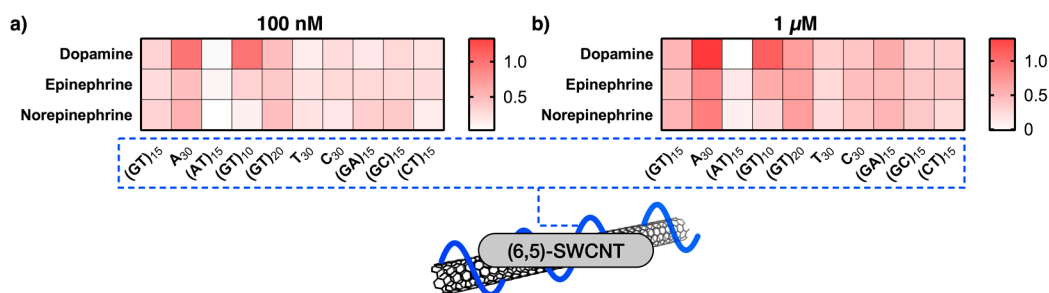 a) 100 nM
Dopamine
Epinephrine
Norepinephrine
1.0
0.5
(GT)15 A30 (AT)15 (GT)10 (GT)20 T30 C30 (GA)15 (GC)15 (CT)15
b) 1 µM
Dopamine
Epinephrine
Norepinephrine
1.0
0.5
0
(GT)15 A30 (AT)15 (GT)10 (GT)20 T30 C30 (GA)15 (GC)15 (CT)15
(6,5)-SWCNT